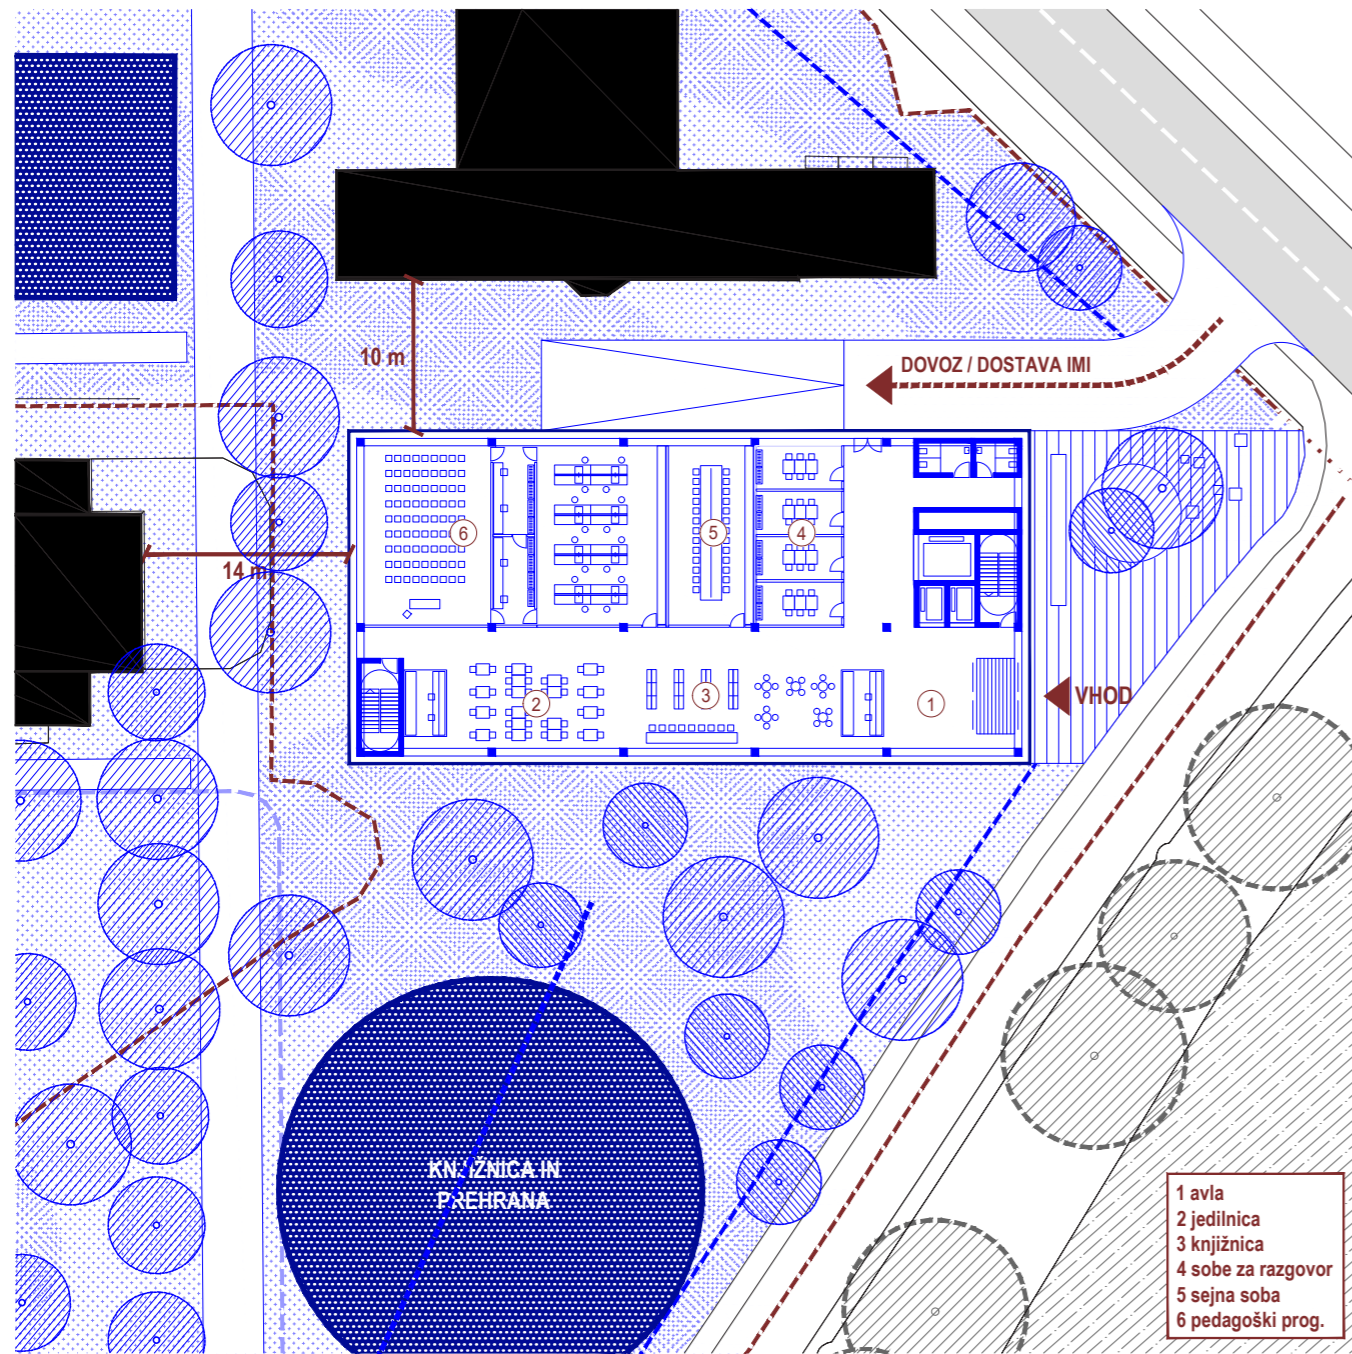 10 m
DOVOZ / DOSTAVA IMI
14 m
6
5
4
2
3
1
VHOD
KNJIŽNICA IN
PREHRANA
1 avla
2 jedilnica
3 knjižnica
4 sobe za razgovor
5 sejna soba
6 pedagoški prog.